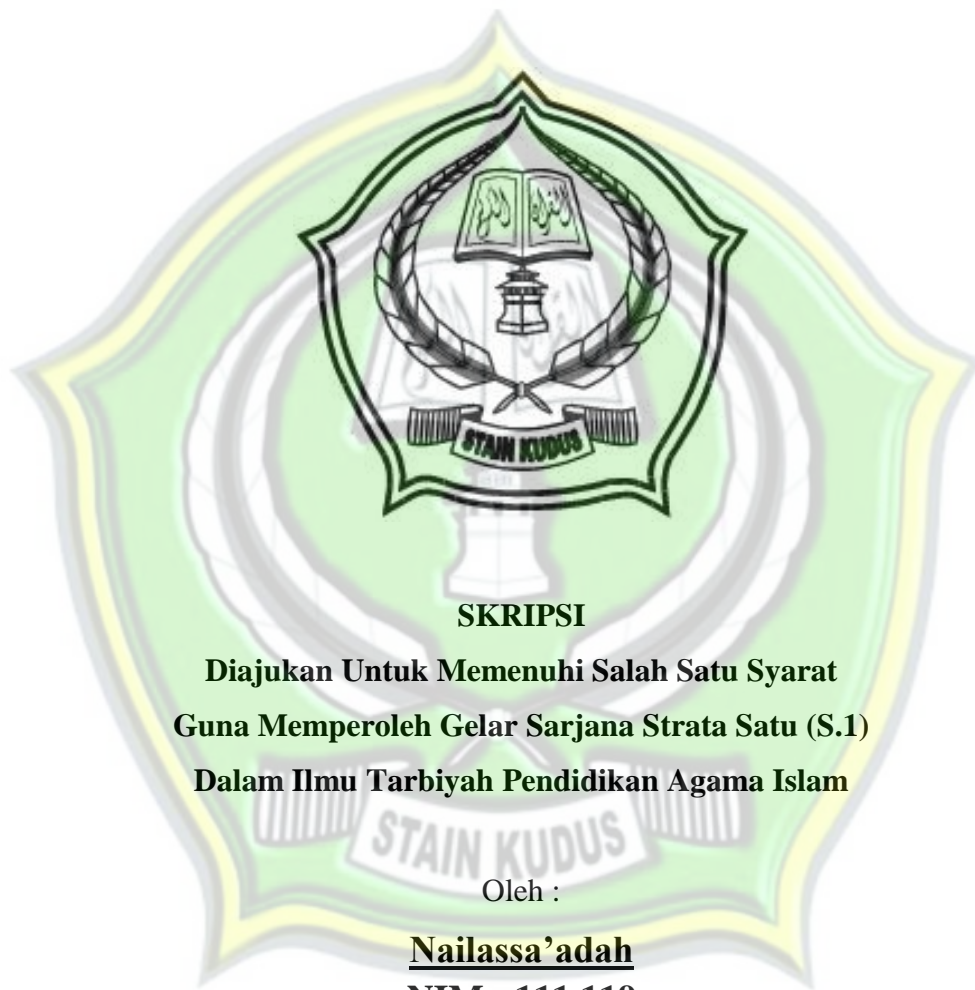 STAIN KUDUS
SKRIPSI
Diajukan Untuk Memenuhi Salah Satu Syarat
Guna Memperoleh Gelar Sarjana Strata Satu (S.1)
Dalam Ilmu Tarbiyah Pendidikan Agama Islam
STAIN KUDUS
Oleh :
Nailassa’adah